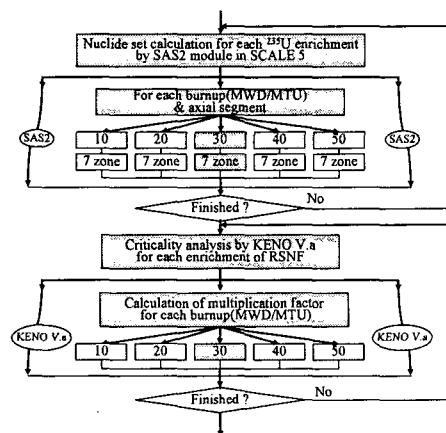 Nuclide set calculation for each ²³⁵U enrichment
by SAS2 module in SCALE 5
For each burnup(MWD/MTU)
& axial segment
SAS2
SAS2
10 20 30 40 50
7 zone 7 zone 7 zone 7 zone 7 zone
Finished ?
No
Criticality analysis by KENO V.a
for each enrichment of RSNF
Calculation of multiplication factor
for each burnup(MWD/MTU)
KENO V.a
KENO V.a
10 20 30 40 50
Finished ?
No